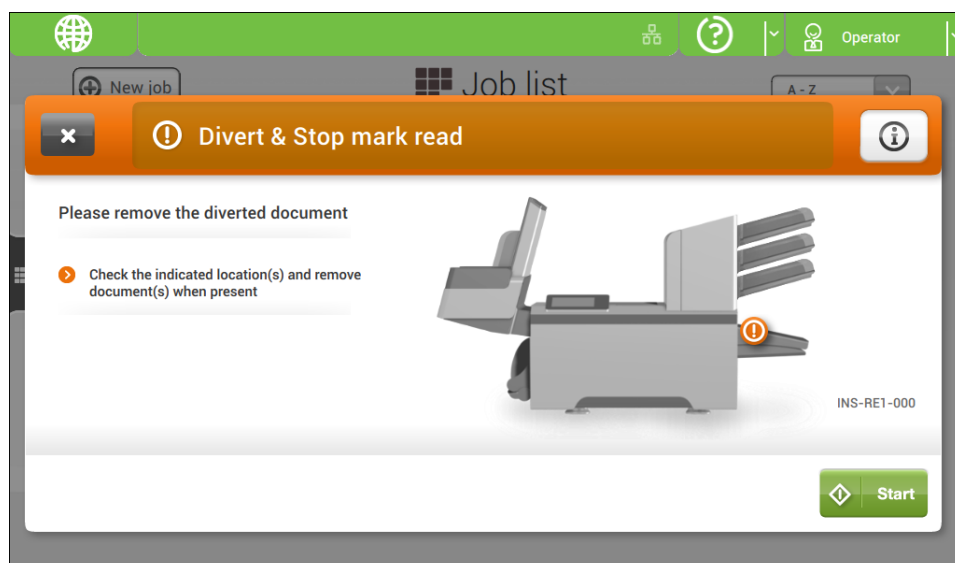 Operator
New job
Job list
A - Z
Divert & Stop mark read
Please remove the diverted document
Check the indicated location(s) and remove
document(s) when present
INS-RE1-000
Start